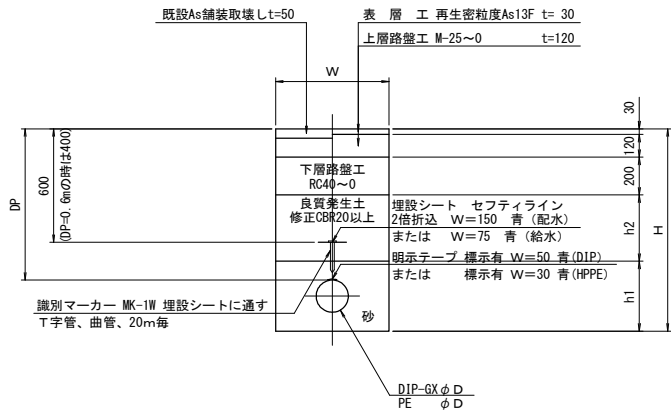 既設As舗装取壊しt=50
表 層 工 再生密粒度As13F t= 30
上層路盤工 M-25～0 t=120
W
30
120
200
h2
h1
H
DP
600
(DP=0.6mの時は400)
下層路盤工
RC40～0
良質発生土
修正CBR20以上
埋設シート セフティライン
2倍折込 W=150 青（配水）
または W=75 青（給水）
明示テープ 標示有 W=50 青(DIP)
または 標示有 W=30 青(HPPE)
識別マーカー MK-1W 埋設シートに通す
T字管、曲管、20m毎
砂
DIP-GXφD
PE φD